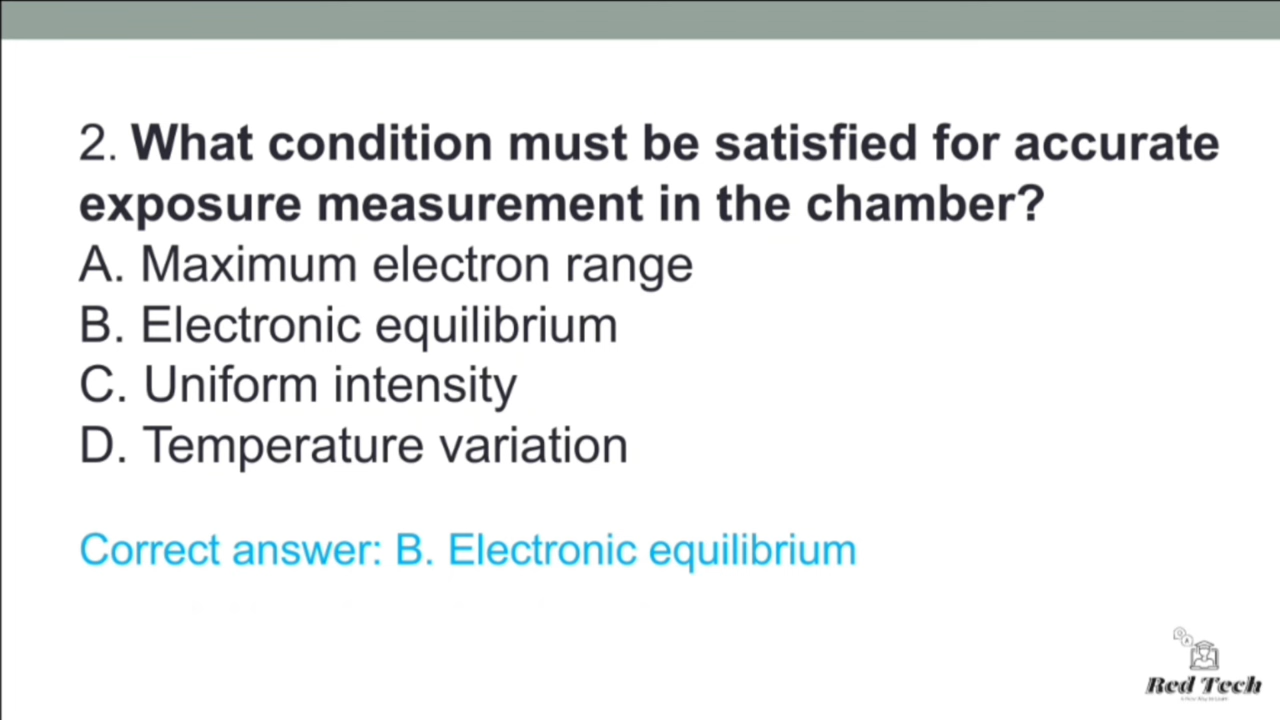 2. What condition must be satisfied for accurate
exposure measurement in the chamber?
A. Maximum electron range
B. Electronic equilibrium
C. Uniform intensity
D. Temperature variation
Correct answer: B. Electronic equilibrium
Red Tech